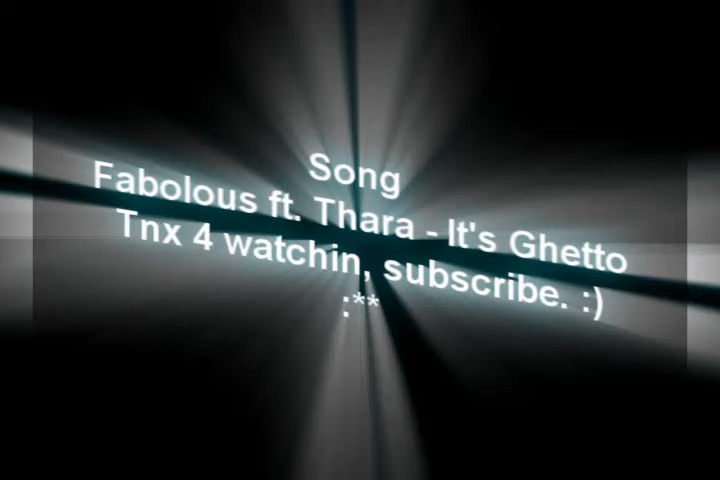 Song
Fabolous ft. Thara - It's Ghetto
Tnx 4 watchin, subscribe. :)
:**